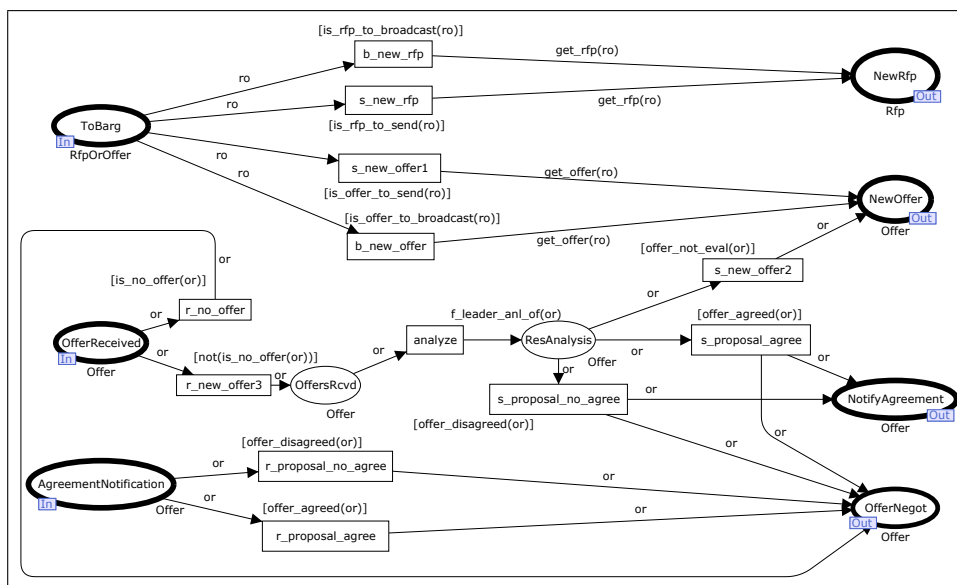 [is_rfp_to_broadcast(ro)]
b_new_rfp
get_rfp(ro)
ro
NewRfp
Out
Rfp
ro
s_new_rfp
get_rfp(ro)
[is_rfp_to_send(ro)]
ToBarg
In
RfpOrOffer
ro
s_new_offer1
get_offer(ro)
[is_offer_to_send(ro)]
ro
NewOffer
Out
Offer
[is_offer_to_broadcast(ro)]
b_new_offer
get_offer(ro)
or
[offer_not_eval(or)]
s_new_offer2
or
or
[is_no_offer(or)]
r_no_offer
or
OfferReceived
In
Offer
or
[not(is_no_offer(or))]
r_new_offer3
or
OffersRcvd
Offer
or
analyze
f_leader_anl_of(or)
ResAnalysis
Offer
or
[offer_agreed(or)]
s_proposal_agree
or
or
s_proposal_no_agree
or
[offer_disagreed(or)]
NotifyAgreement
Out
Offer
or
or
[offer_disagreed(or)]
r_proposal_no_agree
or
or
AgreementNotification
In
Offer
or
[offer_agreed(or)]
r_proposal_agree
or
OfferNegot
Out
Offer